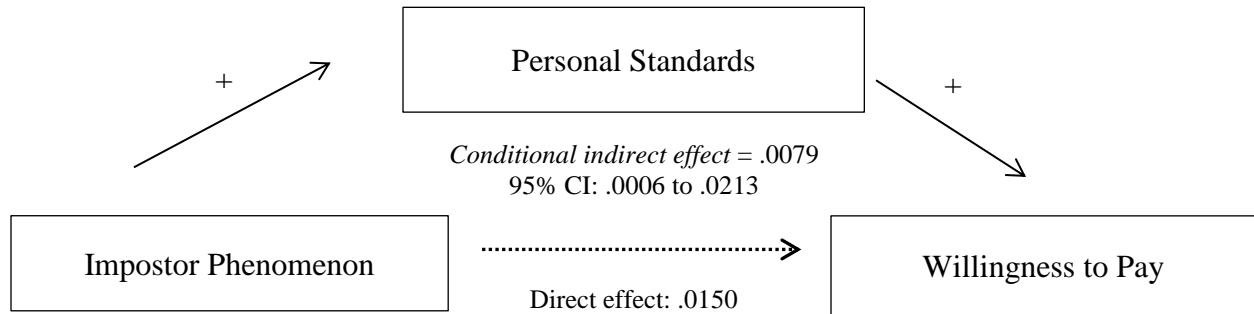 Personal Standards
+
+
Conditional indirect effect = .0079
95% CI: .0006 to .0213
Impostor Phenomenon
Willingness to Pay
Direct effect: .0150